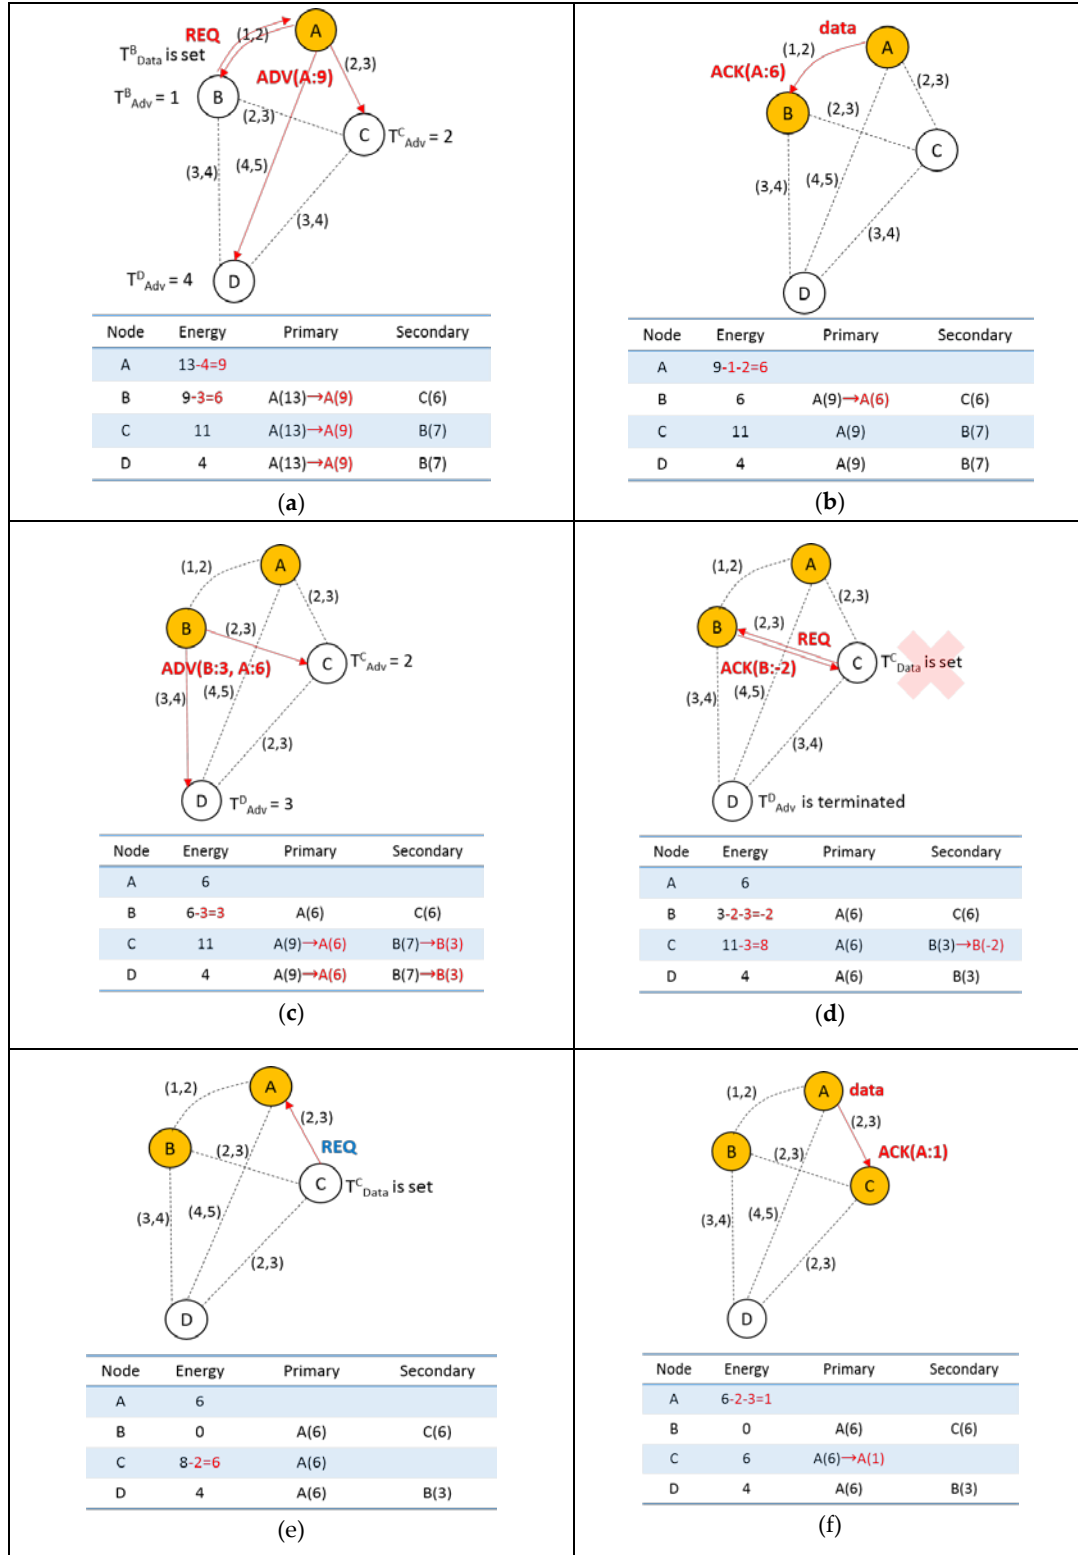 REQ
(1,2)
A
T^B_Data is set
ADV(A:9)
(2,3)
T^B_Adv = 1
B
(2,3)
C
T^C_Adv = 2
(3,4)
(4,5)
(3,4)
T^D_Adv = 4
D
Node Energy Primary Secondary
A 13-4=9
B 9-3=6 A(13)→A(9) C(6)
C 11 A(13)→A(9) B(7)
D 4 A(13)→A(9) B(7)
(a)
data
(1,2)
A
ACK(A:6)
(2,3)
B
(2,3)
C
(3,4)
(4,5)
(3,4)
D
Node Energy Primary Secondary
A 9-1-2=6
B 6 A(9)→A(6) C(6)
C 11 A(9) B(7)
D 4 A(9) B(7)
(b)
(1,2)
A
(2,3)
B
(2,3)
ADV(B:3, A:6)
C
T^C_Adv = 2
(3,4)
(4,5)
(2,3)
D
T^D_Adv = 3
Node Energy Primary Secondary
A 6
B 6-3=3 A(6) C(6)
C 11 A(9)→A(6) B(7)→B(3)
D 4 A(9)→A(6) B(7)→B(3)
(c)
A
(1,2)
(2,3)
B
(2,3)
REQ
ACK(B:-2)
C
T^C_Data is set
(3,4)
(4,5)
(3,4)
D
T^D_Adv is terminated
Node Energy Primary Secondary
A 6
B 3-2-3=-2 A(6) C(6)
C 11-3=8 A(6) B(3)→B(-2)
D 4 A(6) B(3)
(d)
(1,2)
A
(2,3)
B
(2,3)
REQ
C
T^C_Data is set
(3,4)
(4,5)
(2,3)
D
Node Energy Primary Secondary
A 6
B 0 A(6) C(6)
C 8-2=6 A(6)
D 4 A(6) B(3)
(e)
(1,2)
A
data
(2,3)
B
(2,3)
ACK(A:1)
C
(3,4)
(4,5)
(2,3)
D
Node Energy Primary Secondary
A 6-2-3=1
B 0 A(6) C(6)
C 6 A(6)→A(1)
D 4 A(6) B(3)
(f)